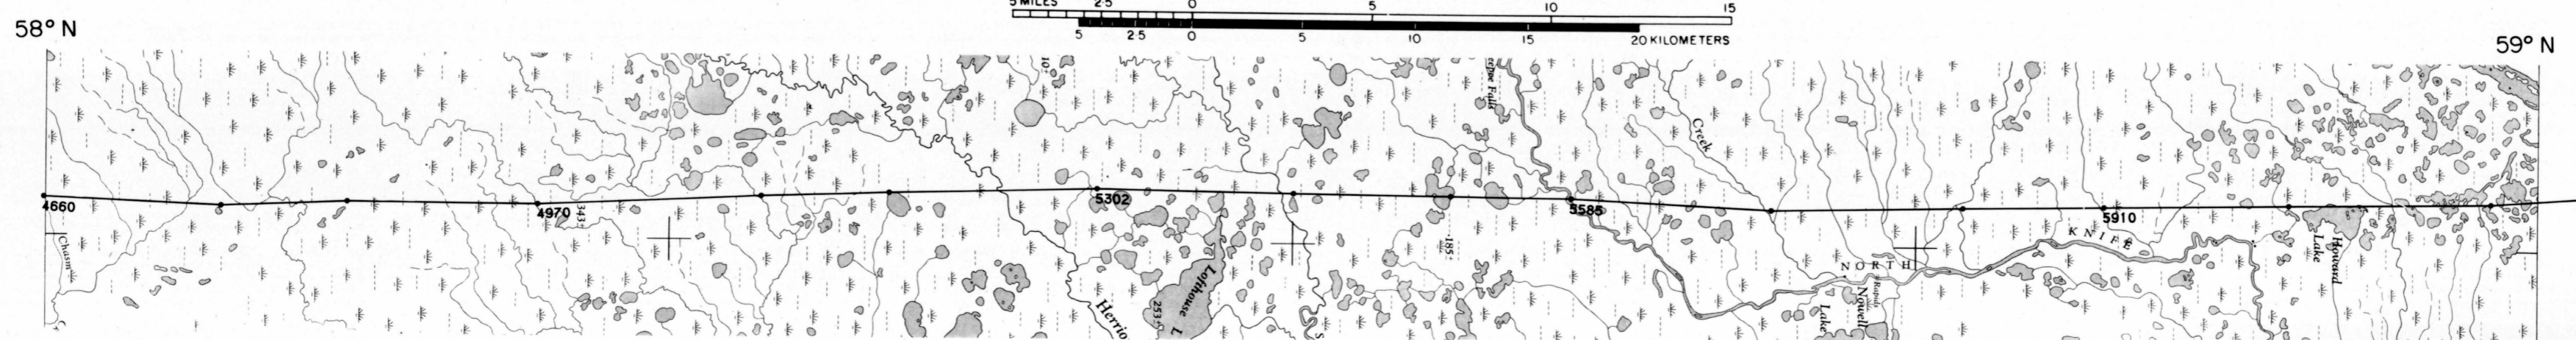 5 MILES 2·5 0 5 10 15
5 2·5 0 5 10 15 20 KILOMETERS
58° N
59° N
10
Falls
Creek
4660
4970
343
5302
5585
5910
Chasm
185
KNIFE
NORTH
Lofthouse
L
253
Herrio
Rapids
Nowell
Lake
Howard
Lake
S